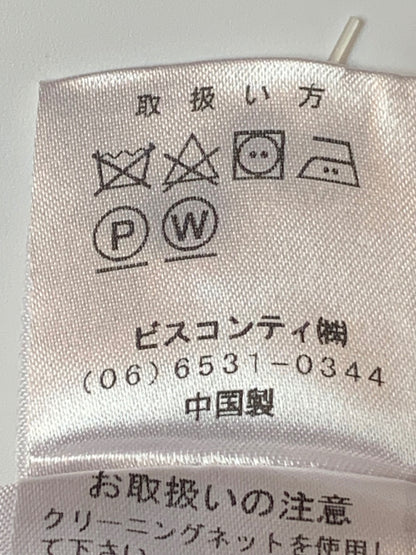 取扱い方
P W
ビスコンティ㈱
(06)6531-0344
中国製
お取扱いの注意
クリーニングネットを使用し
て下さい